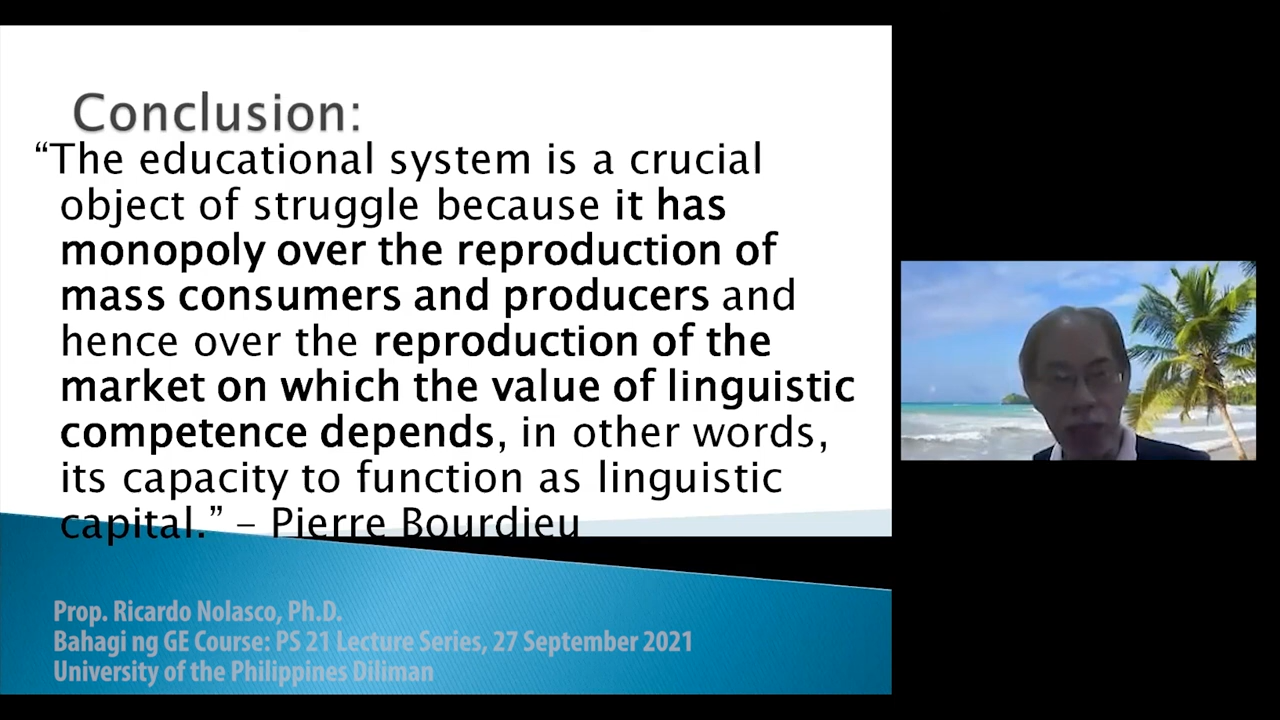 Conclusion:
“The educational system is a crucial
object of struggle because it has
monopoly over the reproduction of
mass consumers and producers and
hence over the reproduction of the
market on which the value of linguistic
competence depends, in other words,
its capacity to function as linguistic
capital.” – Pierre Bourdieu
Prop. Ricardo Nolasco, Ph.D.
Bahagi ng GE Course: PS 21 Lecture Series, 27 September 2021
University of the Philippines Diliman